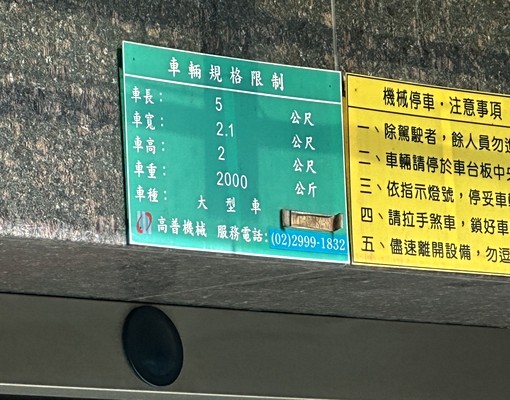 車輛規格限制
車長： 5 公尺
車寬： 2.1 公尺
車高： 2 公尺
車重： 2000 公斤
車種： 大型車
高普機械 服務電話：(02)2999-1832
機械停車・注意事項
一、除駕駛者，餘人員勿進
二、車輛請停於車台板中央
三、依指示燈號，停妥車輛
四、請拉手煞車，鎖好車
五、儘速離開設備，勿逗